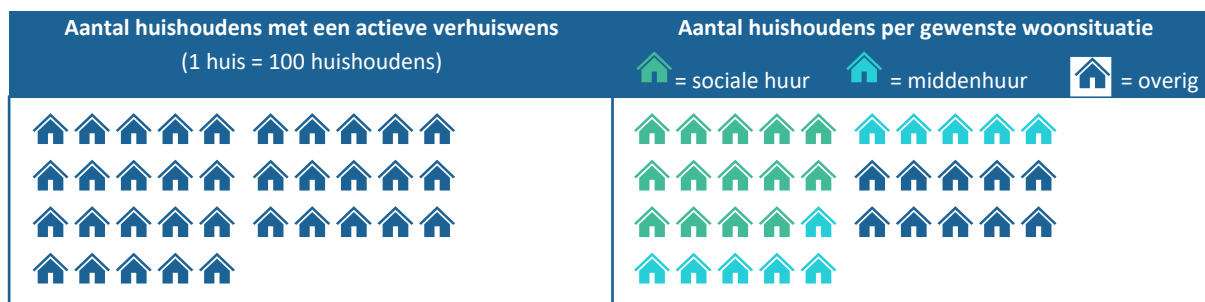 Aantal huishoudens met een actieve verhuiswens
(1 huis = 100 huishoudens)
Aantal huishoudens per gewenste woonsituatie
= sociale huur = middenhuur = overig